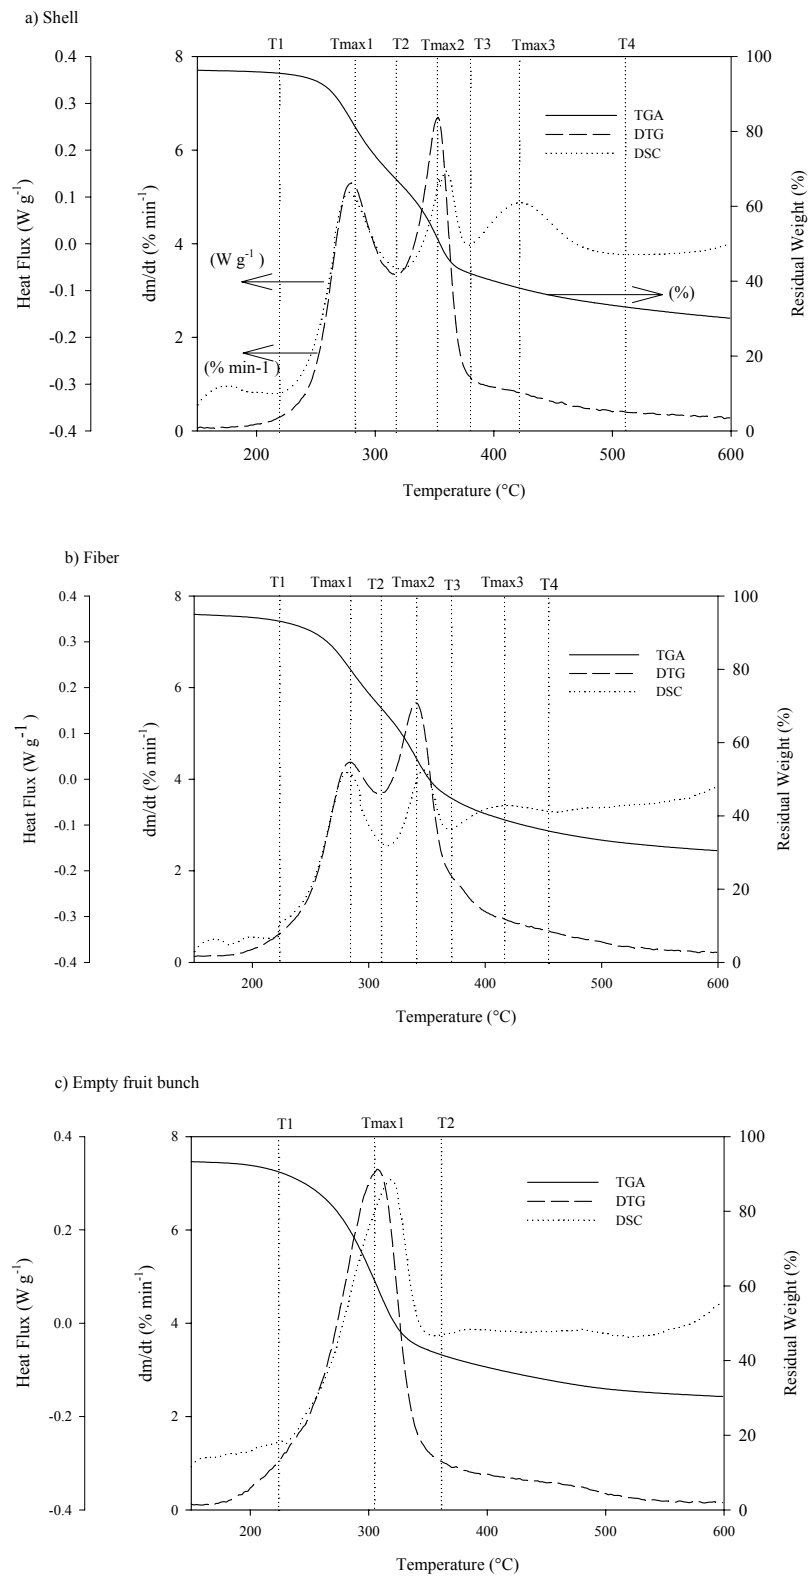 a) Shell
T1 Tmax1 T2 Tmax2 T3 Tmax3 T4
0.4 8 100
0.3
TGA
DTG
DSC
80
0.2 6
0.1
60
0.0 4
(W g-1 )
40
(%)
-0.1
-0.2 2
20
(% min-1 )
-0.3
-0.4 0 0
200 300 400 500 600
Heat Flux (W g-1)
dm/dt (% min-1)
Residual Weight (%)
Temperature (°C)
b) Fiber
T1 Tmax1 T2 Tmax2 T3 Tmax3 T4
0.4 8 100
0.3
TGA
DTG
DSC
80
0.2 6
0.1
60
0.0 4
40
-0.1
-0.2 2
20
-0.3
-0.4 0 0
200 300 400 500 600
Heat Flux (W g-1)
dm/dt (% min-1)
Residual Weight (%)
Temperature (°C)
c) Empty fruit bunch
T1 Tmax1 T2
0.4 8 100
0.3
TGA
DTG
DSC
80
0.2 6
0.1
60
0.0 4
40
-0.1
-0.2 2
20
-0.3
-0.4 0 0
200 300 400 500 600
Heat Flux (W g-1)
dm/dt (% min-1)
Residual Weight (%)
Temperature (°C)